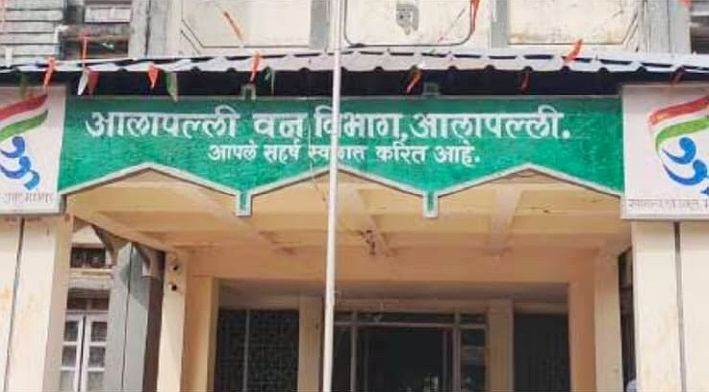 आलापल्ली वन विभाग, आलापल्ली.
आपले सहर्ष स्वागत करित आहे.